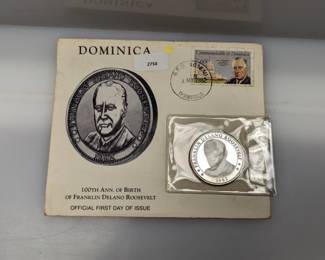 DOMINICA
2758
Commonwealth of Dominica
G.P.O.
100TH ANN. OF BIRTH
OF FRANKLIN DELANO ROOSEVELT
OFFICIAL FIRST DAY OF ISSUE
FRANKLIN DELANO ROOSEVELT